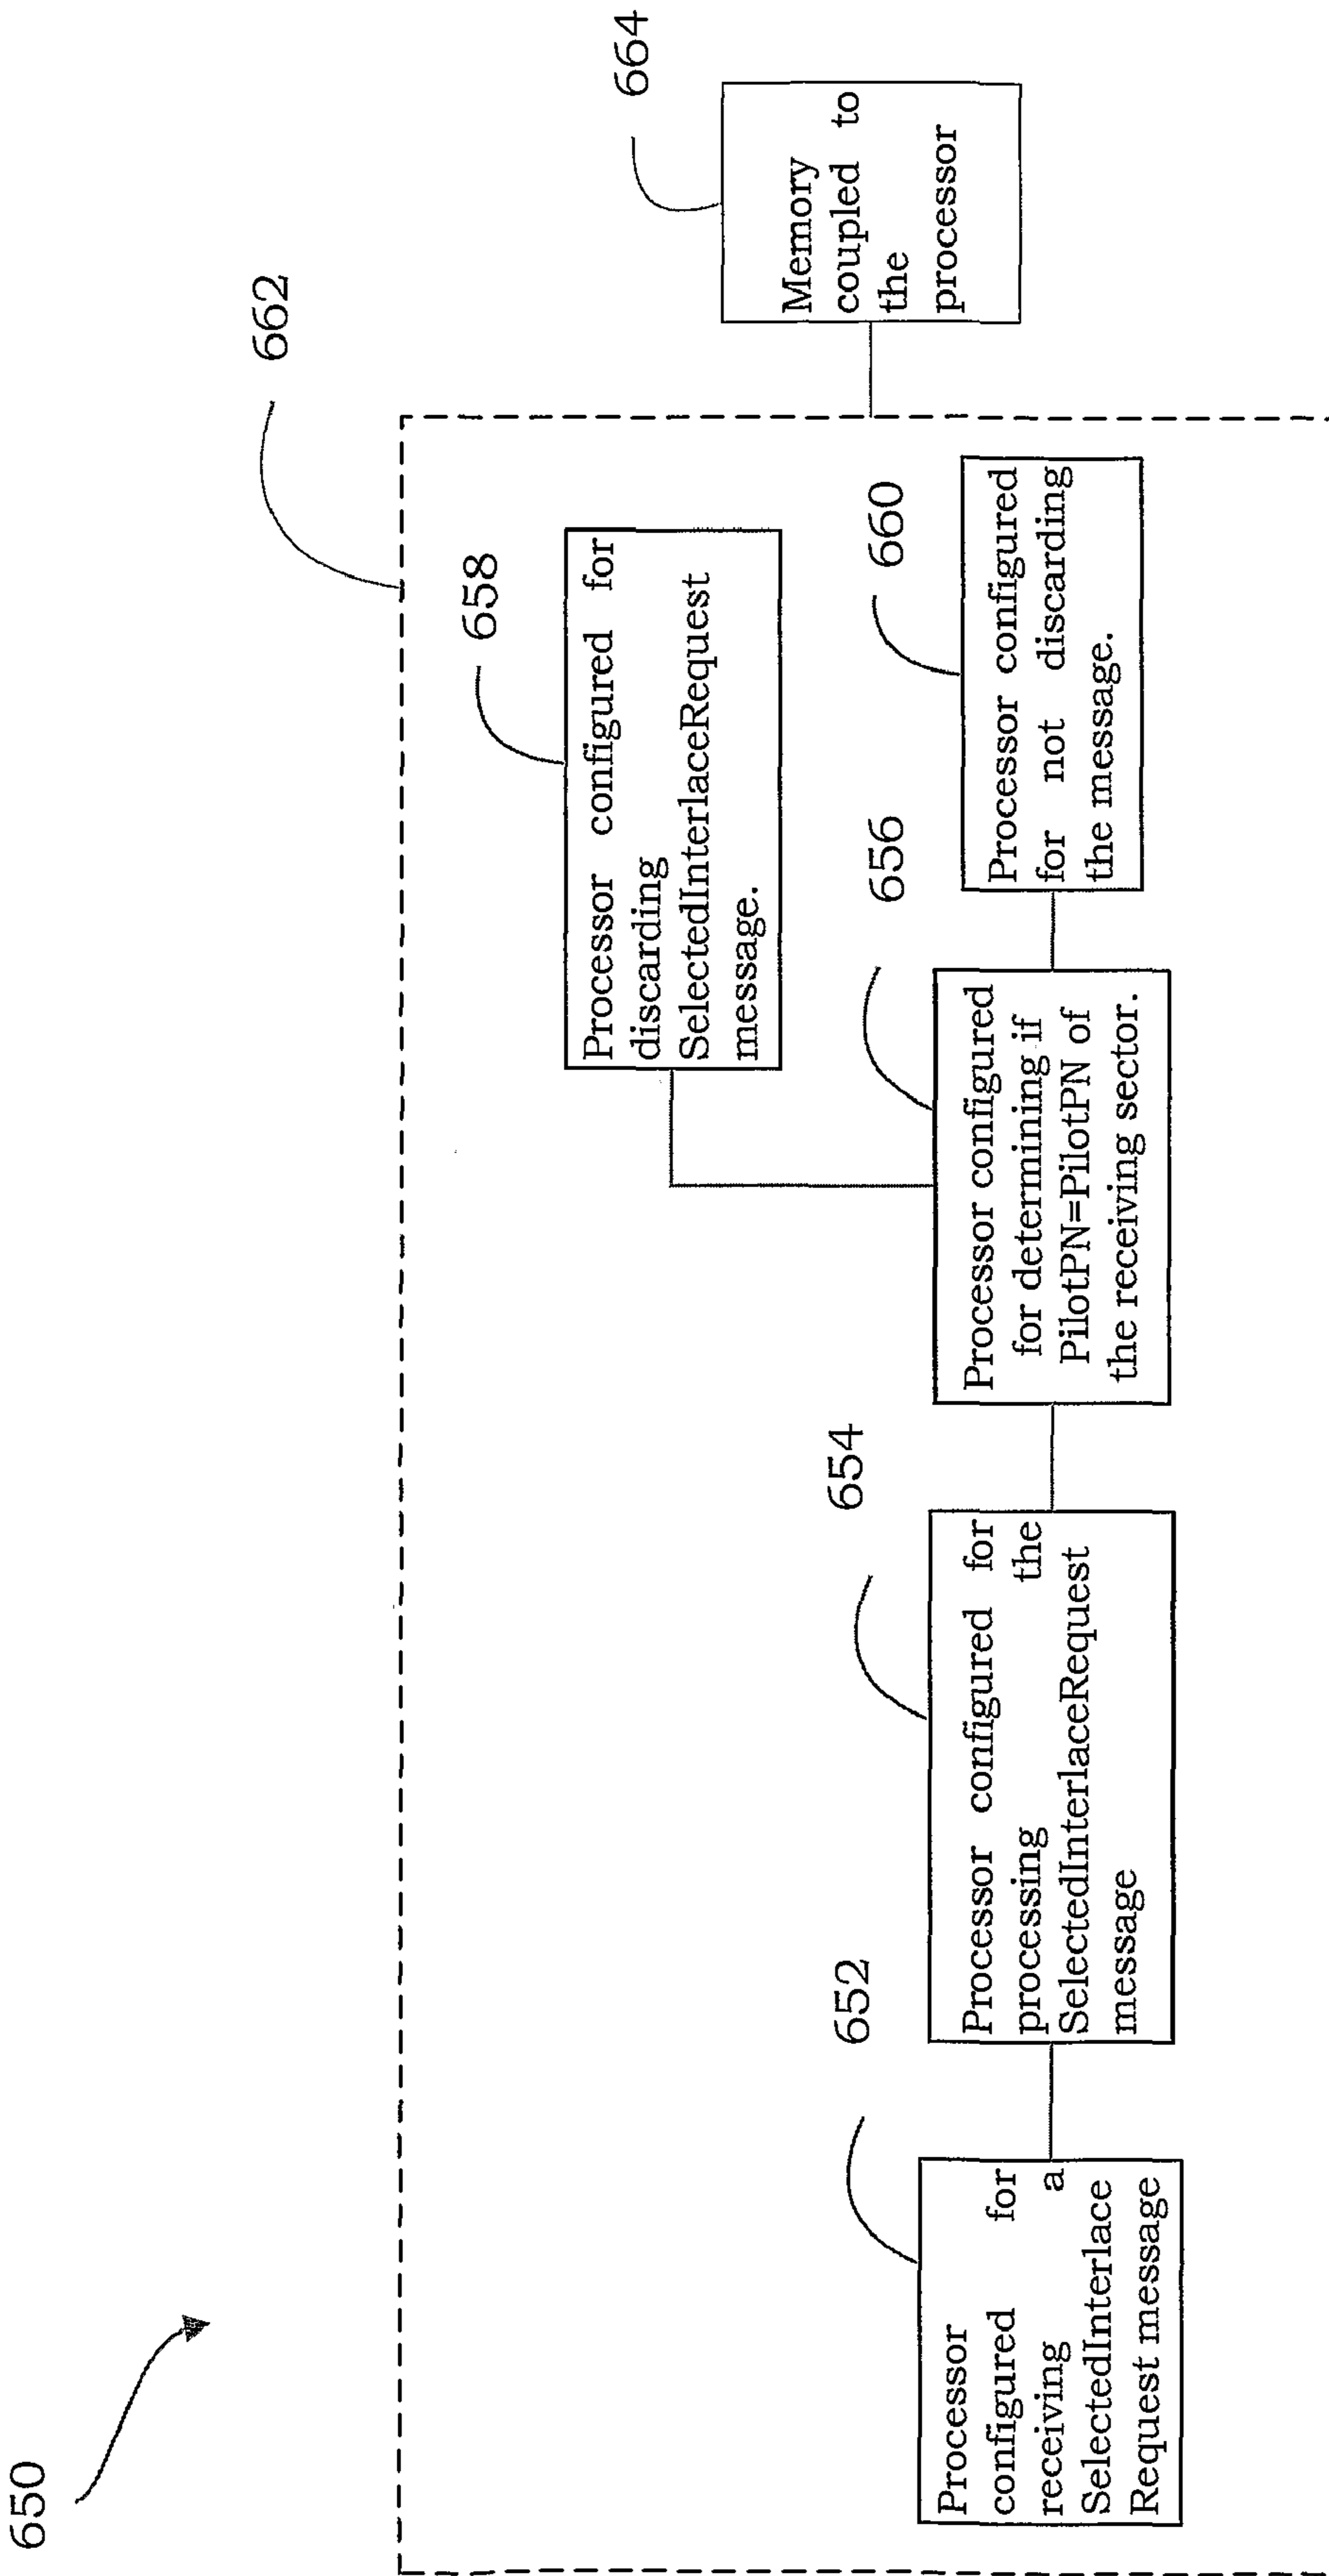 650
662
664
Memory
coupled to
the
processor
658
Processor configured for
discarding
SelectedInterlaceRequest
message.
652
Processor
configured for
receiving a
SelectedInterlace
Request message
654
Processor configured for
processing the
SelectedInterlaceRequest
message
656
Processor configured
for determining if
PilotPN=PilotPN of
the receiving sector.
660
Processor configured
for not discarding
the message.